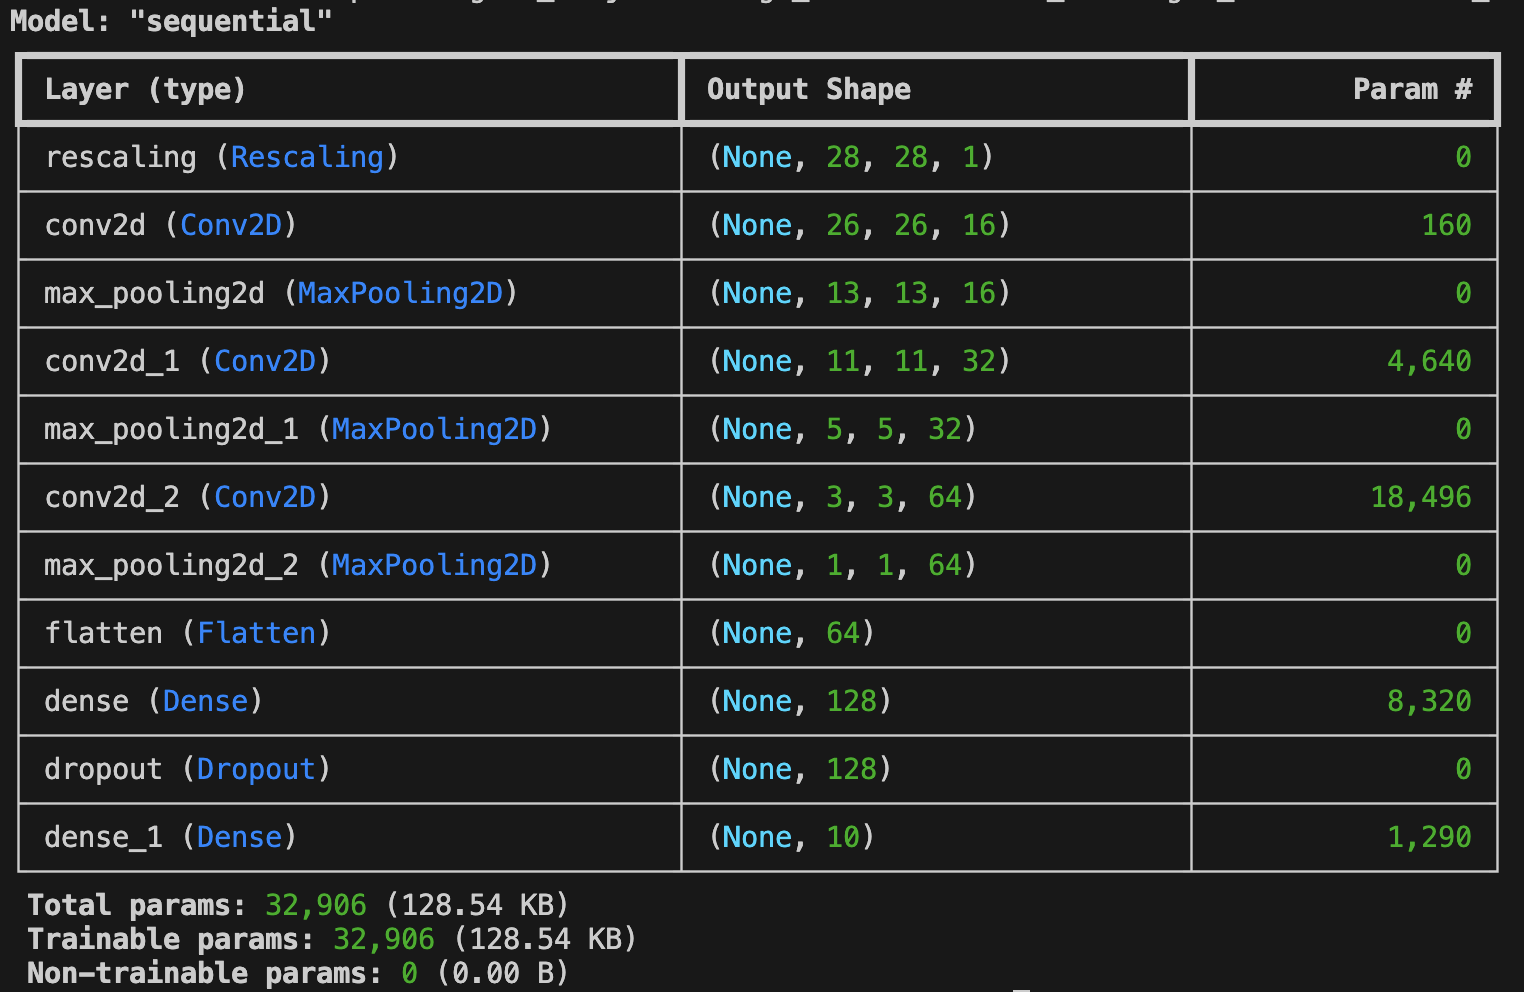 Model: "sequential"
Layer (type) Output Shape Param #
rescaling (Rescaling) (None, 28, 28, 1) 0
conv2d (Conv2D) (None, 26, 26, 16) 160
max_pooling2d (MaxPooling2D) (None, 13, 13, 16) 0
conv2d_1 (Conv2D) (None, 11, 11, 32) 4,640
max_pooling2d_1 (MaxPooling2D) (None, 5, 5, 32) 0
conv2d_2 (Conv2D) (None, 3, 3, 64) 18,496
max_pooling2d_2 (MaxPooling2D) (None, 1, 1, 64) 0
flatten (Flatten) (None, 64) 0
dense (Dense) (None, 128) 8,320
dropout (Dropout) (None, 128) 0
dense_1 (Dense) (None, 10) 1,290
Total params: 32,906 (128.54 KB)
Trainable params: 32,906 (128.54 KB)
Non-trainable params: 0 (0.00 B)